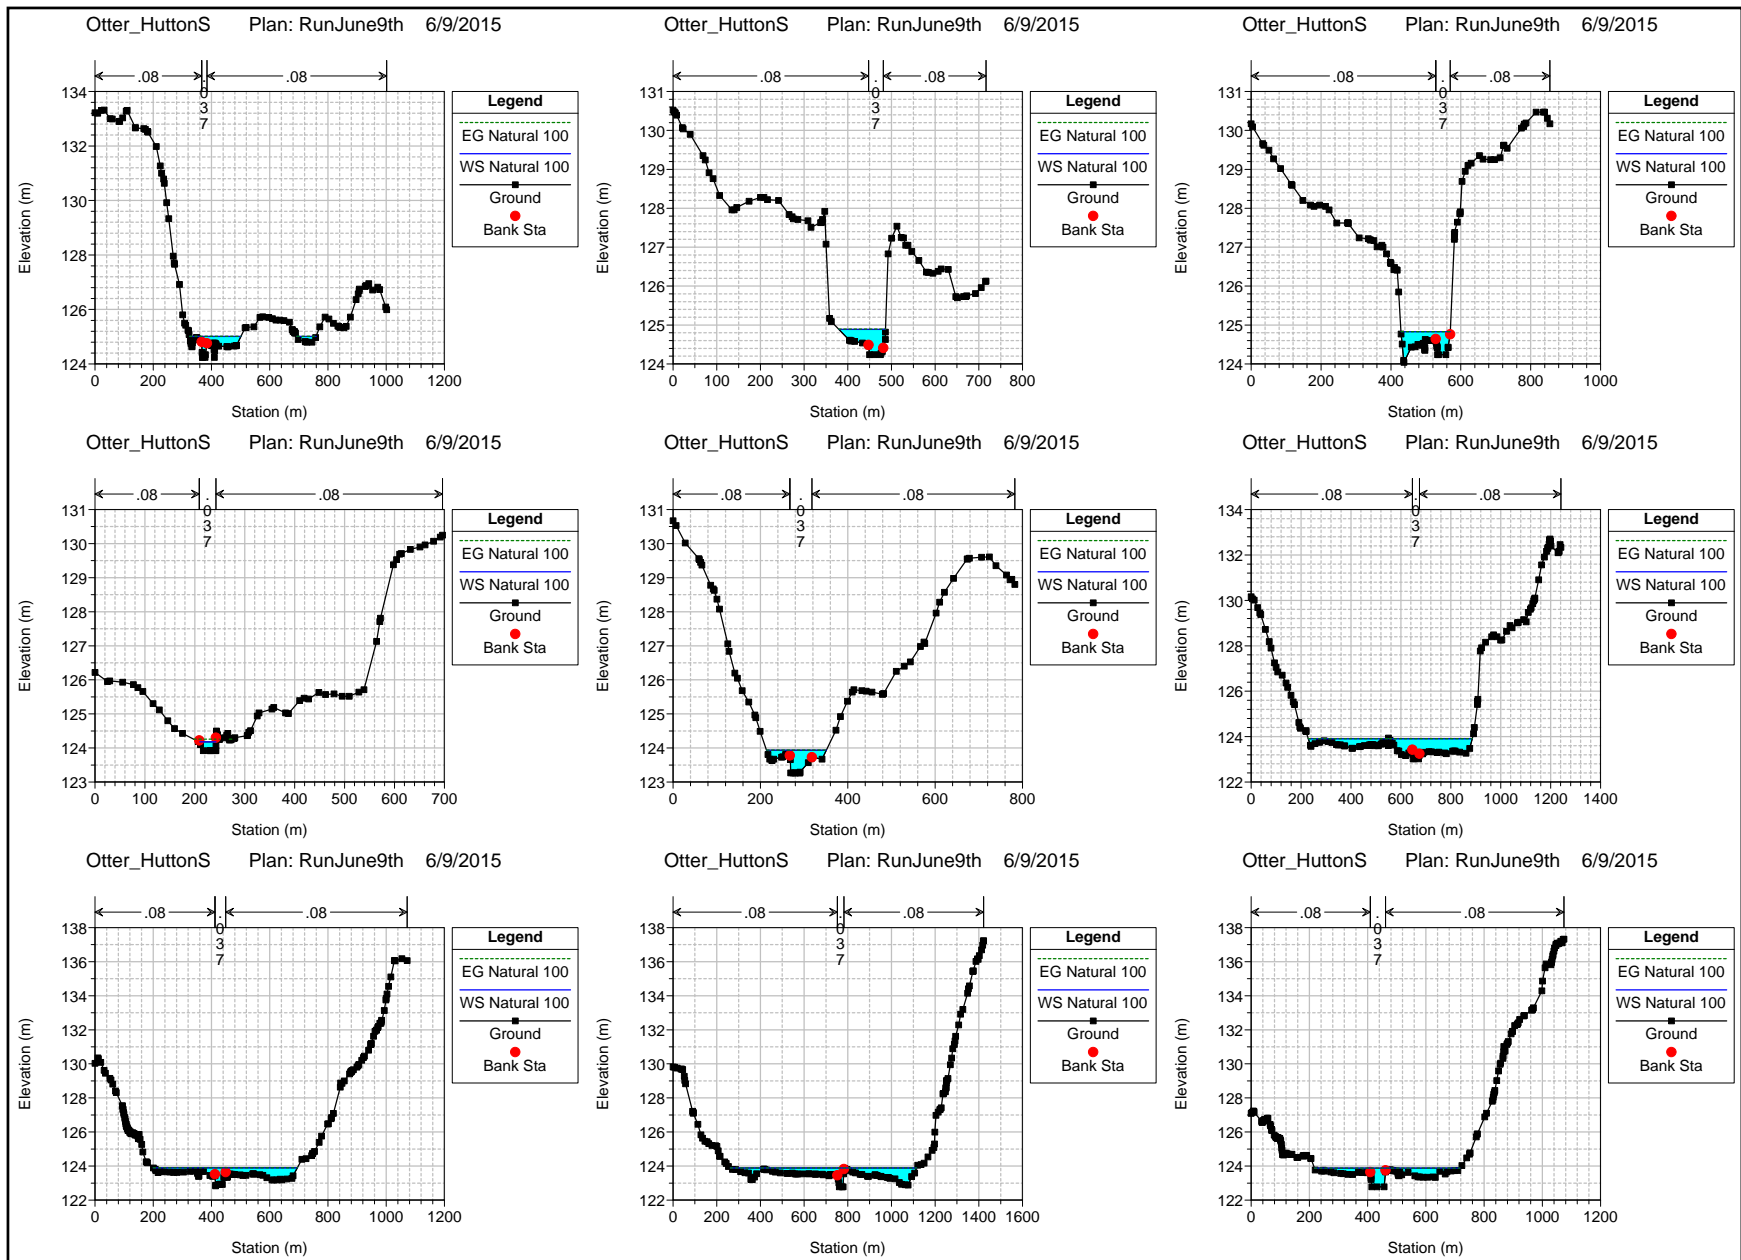 Otter_HuttonS Plan: RunJune9th 6/9/2015
.08
.037
.08
Elevation (m)
134
132
130
128
126
124
0 200 400 600 800 1000 1200
Station (m)
Legend
EG Natural 100
WS Natural 100
Ground
Bank Sta
Otter_HuttonS Plan: RunJune9th 6/9/2015
.08
.037
.08
Elevation (m)
131
130
129
128
127
126
125
124
0 200 400 600 800
Station (m)
Legend
EG Natural 100
WS Natural 100
Ground
Bank Sta
Otter_HuttonS Plan: RunJune9th 6/9/2015
.08
.037
.08
Elevation (m)
131
130
129
128
127
126
125
124
0 200 400 600 800 1000
Station (m)
Legend
EG Natural 100
WS Natural 100
Ground
Bank Sta
Otter_HuttonS Plan: RunJune9th 6/9/2015
.08
.037
.08
Elevation (m)
131
130
129
128
127
126
125
124
123
0 100 200 300 400 500 600 700
Station (m)
Legend
EG Natural 100
WS Natural 100
Ground
Bank Sta
Otter_HuttonS Plan: RunJune9th 6/9/2015
.08
.037
.08
Elevation (m)
131
130
129
128
127
126
125
124
123
0 200 400 600 800
Station (m)
Legend
EG Natural 100
WS Natural 100
Ground
Bank Sta
Otter_HuttonS Plan: RunJune9th 6/9/2015
.08
.037
.08
Elevation (m)
134
132
130
128
126
124
122
0 200 400 600 800 1000 1200 1400
Station (m)
Legend
EG Natural 100
WS Natural 100
Ground
Bank Sta
Otter_HuttonS Plan: RunJune9th 6/9/2015
.08
.037
.08
Elevation (m)
138
136
134
132
130
128
126
124
122
0 200 400 600 800 1000 1200
Station (m)
Legend
EG Natural 100
WS Natural 100
Ground
Bank Sta
Otter_HuttonS Plan: RunJune9th 6/9/2015
.08
.037
.08
Elevation (m)
138
136
134
132
130
128
126
124
122
0 200 400 600 800 1000 1200 1400 1600
Station (m)
Legend
EG Natural 100
WS Natural 100
Ground
Bank Sta
Otter_HuttonS Plan: RunJune9th 6/9/2015
.08
.037
.08
Elevation (m)
138
136
134
132
130
128
126
124
122
0 200 400 600 800 1000 1200
Station (m)
Legend
EG Natural 100
WS Natural 100
Ground
Bank Sta